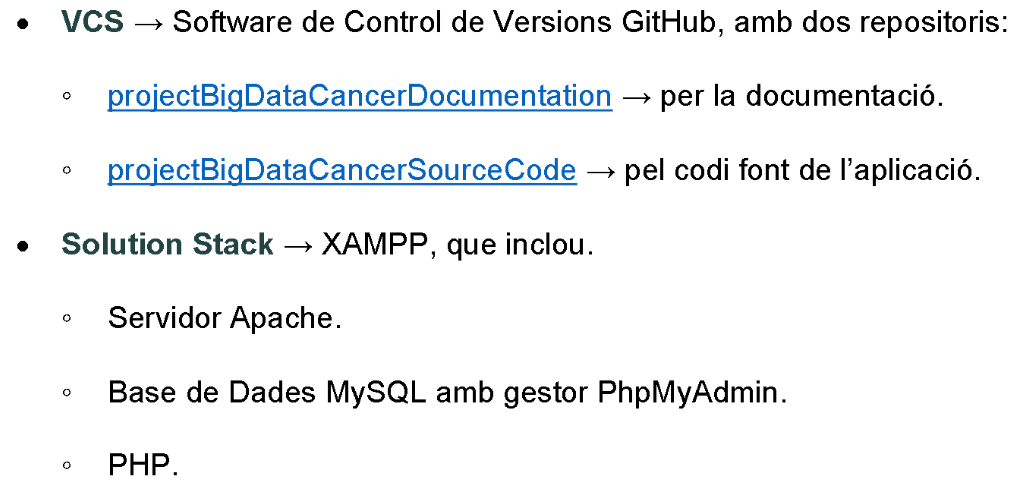 • VCS → Software de Control de Versions GitHub, amb dos repositoris:
◦ projectBigDataCancerDocumentation → per la documentació.
◦ projectBigDataCancerSourceCode → pel codi font de l’aplicació.
• Solution Stack → XAMPP, que inclou.
◦ Servidor Apache.
◦ Base de Dades MySQL amb gestor PhpMyAdmin.
◦ PHP.